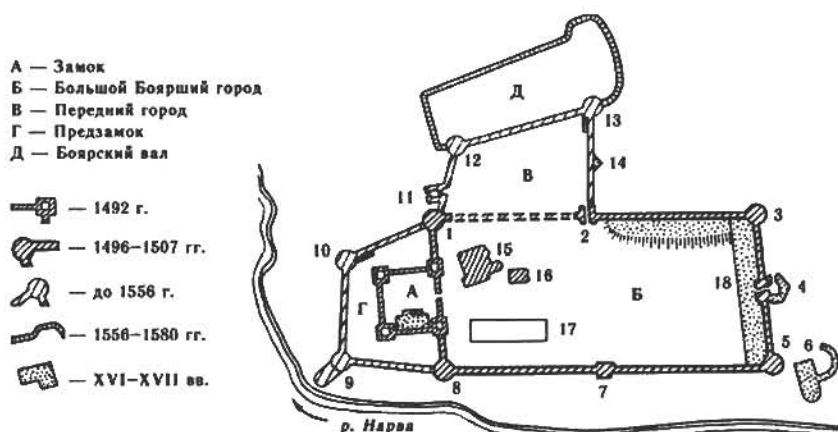 А — Замок
Б — Большой Боярший город
В — Передний город
Г — Предзамок
Д — Боярский вал
— 1492 г.
— 1496—1507 гг.
— до 1556 г.
— 1556—1580 гг.
— XVI—XVII вв.
Д
13
12
14
В
11
1
2
3
10
15
16
А
Г
Б
18
4
17
5
6
9
8
7
р. Нарва